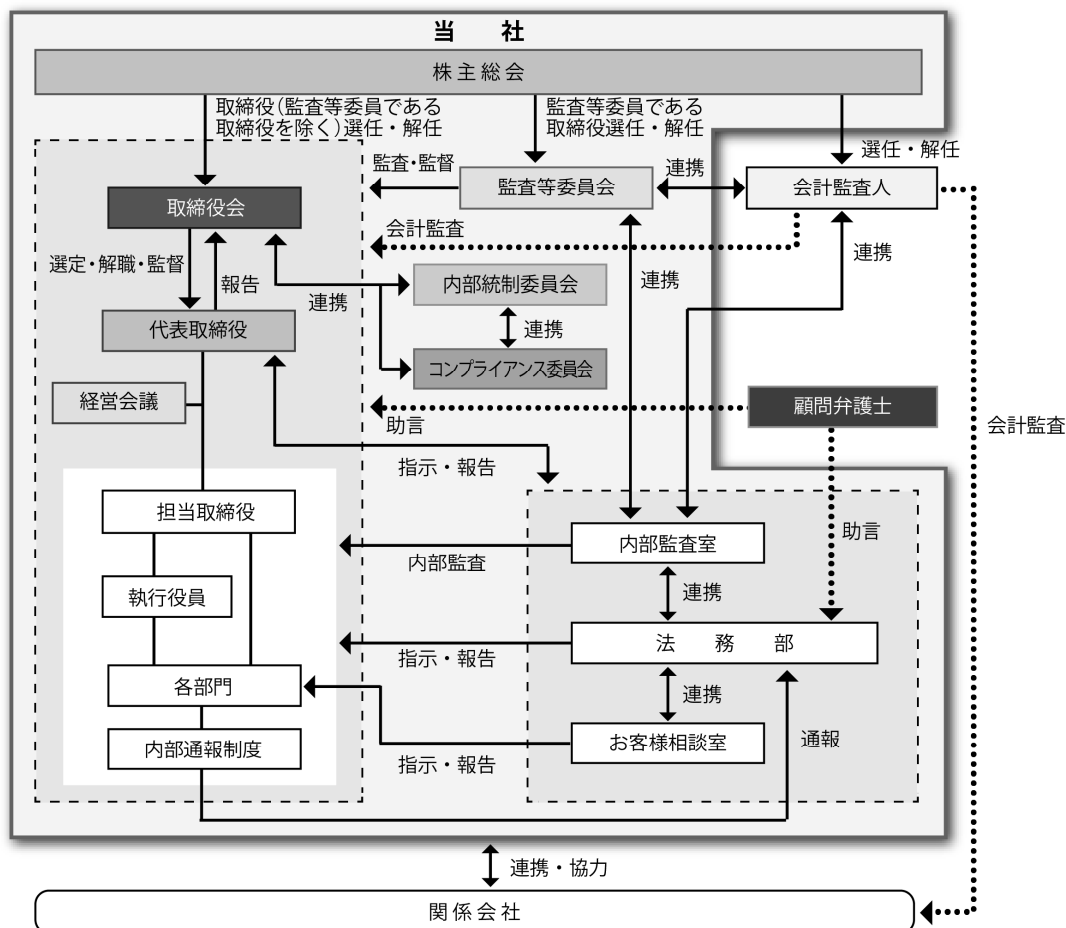 当　社
株主総会
取締役（監査等委員である
取締役を除く）選任・解任
監査等委員である
取締役選任・解任
選任・解任
監査・監督
監査等委員会
連携
会計監査人
取締役会
会計監査
連携
連携
選定・解職・監督
報告
連携
内部統制委員会
連携
代表取締役
コンプライアンス委員会
経営会議
助言
顧問弁護士
会計監査
指示・報告
担当取締役
内部監査室
助言
内部監査
執行役員
連携
法　務　部
指示・報告
各部門
連携
内部通報制度
お客様相談室
通報
指示・報告
連携・協力
関係会社